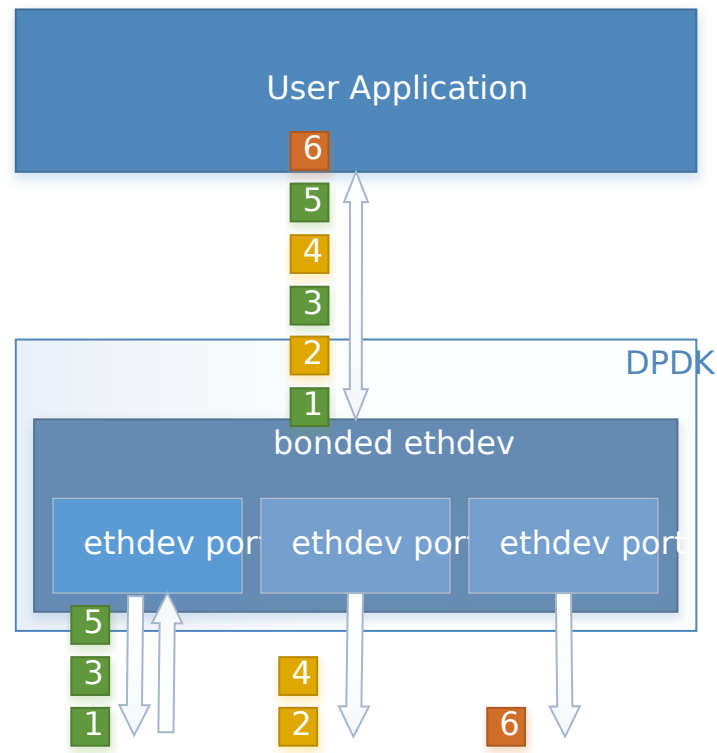 User Application
6
5
4
3
2
1
DPDK
bonded ethdev
ethdev port
ethdev port
ethdev port
5
3
1
4
2
6